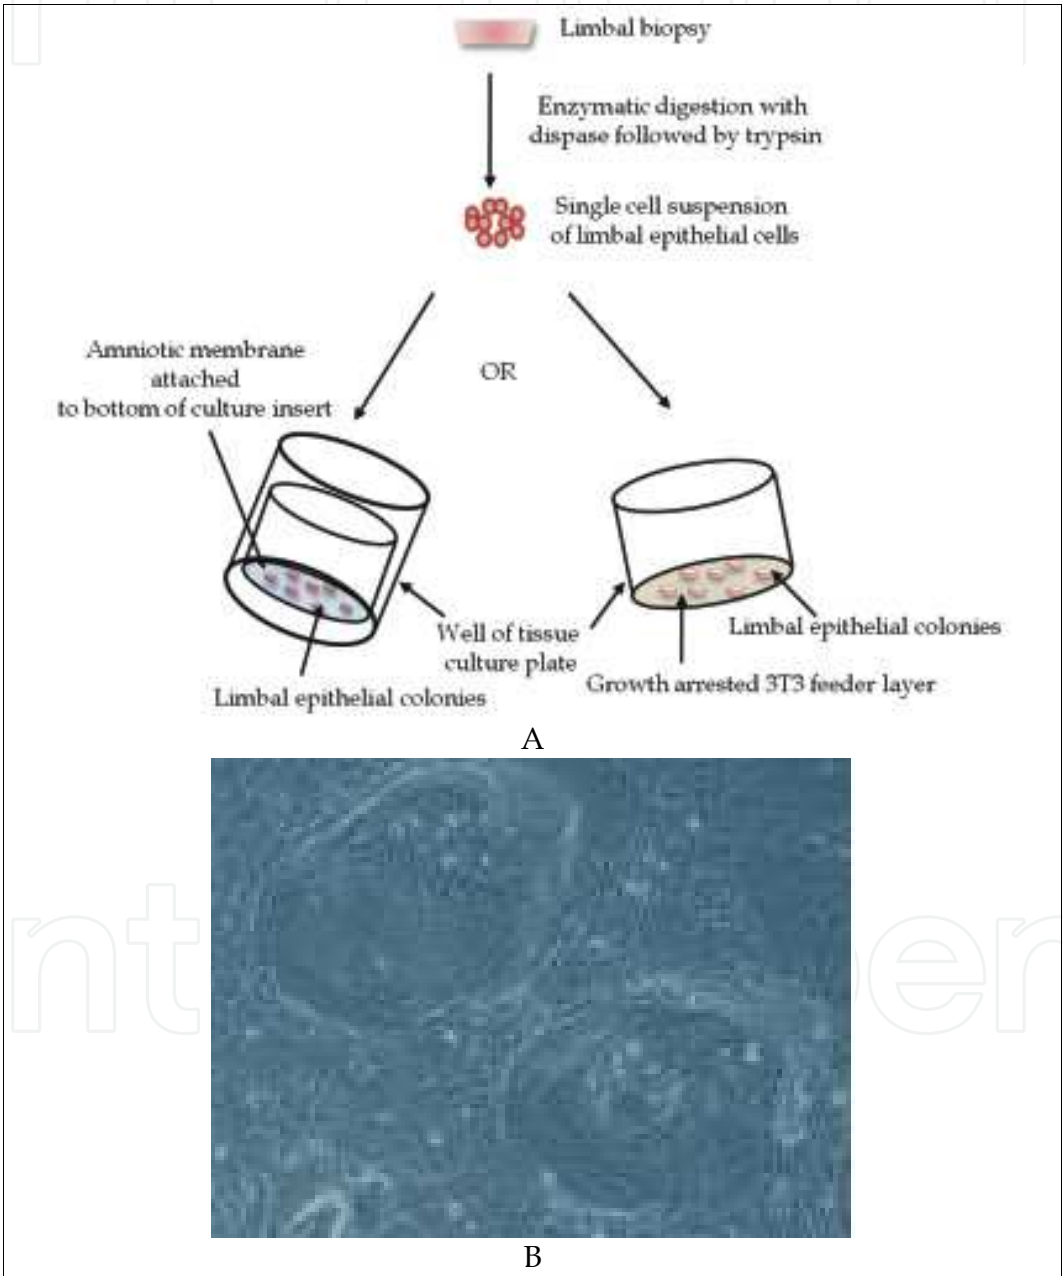 Limbal biopsy
Enzymatic digestion with
dispase followed by trypsin
Single cell suspension
of limbal epithelial cells
Amniotic membrane
attached
to bottom of culture insert
OR
Well of tissue
culture plate
Limbal epithelial colonies
Limbal epithelial colonies
Growth arrested 3T3 feeder layer
A
B